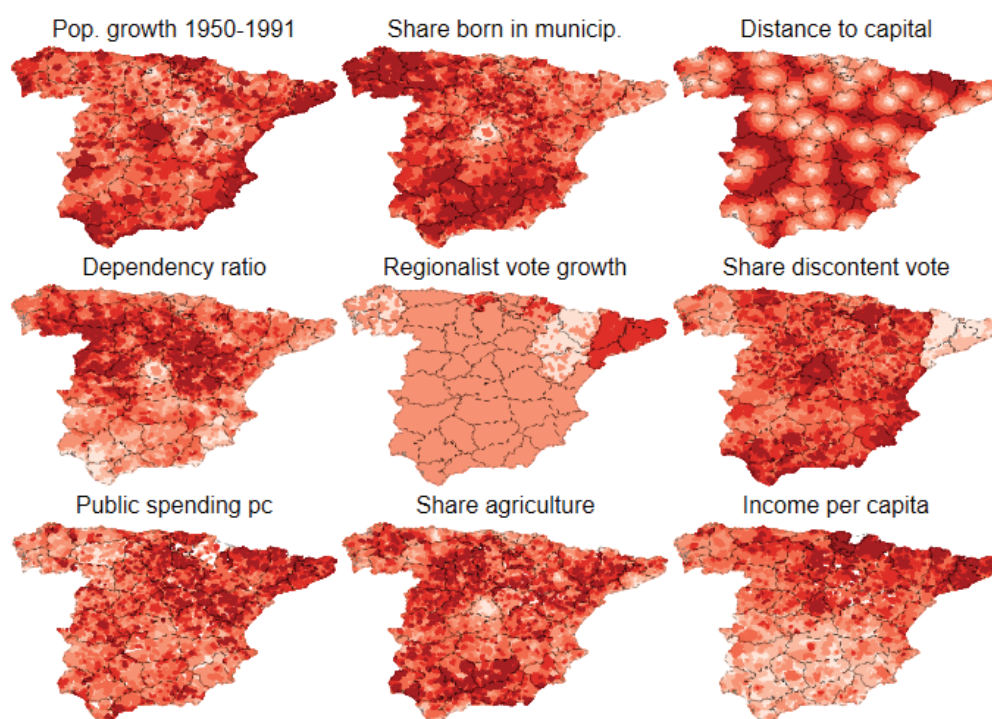 Pop. growth 1950-1991
Share born in municip.
Distance to capital
Dependency ratio
Regionalist vote growth
Share discontent vote
Public spending pc
Share agriculture
Income per capita